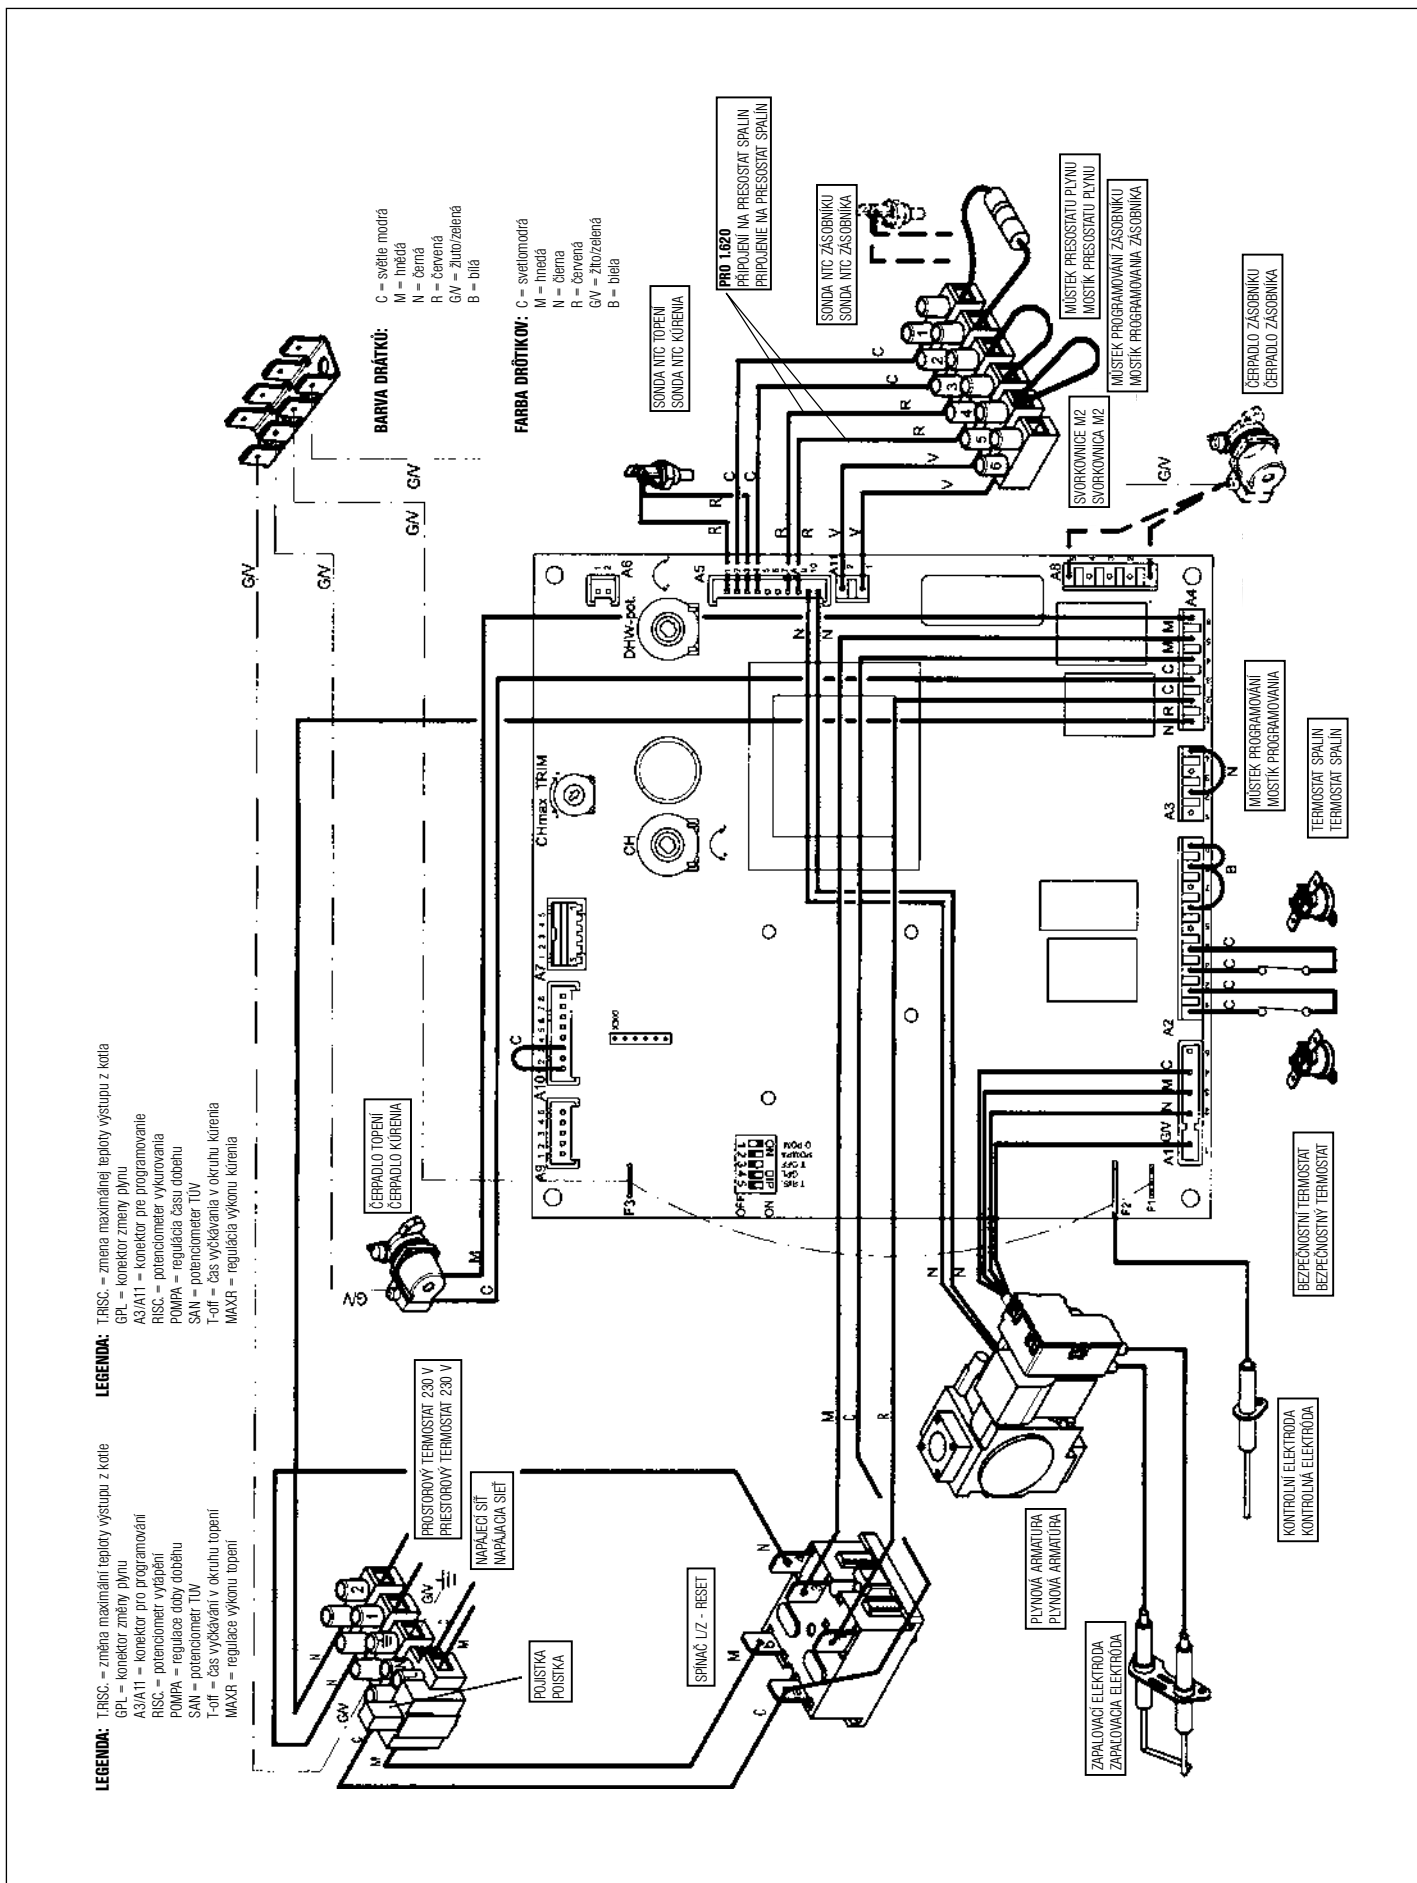 LEGENDA: T.RISC. = změna maximální teploty výstupu z kotle
GPL = konektor změny plynu
A3/A11 = konektor pro programování
RISC. = potenciometr vytápění
POMPA = regulace doby doběhu
SAN = potenciometr TUV
T-off = čas vyčkávání v okruhu topení
MAXR = regulace výkonu topení
LEGENDA: T.RISC. = zmena maximálnej teploty výstupu z kotla
GPL = konektor zmeny plynu
A3/A11 = konektor pre programovanie
RISC. = potenciometer vykurovania
POMPA = regulácia času dobehu
SAN = potenciometer TÚV
T-off = čas vyčkávania v okruhu kúrenia
MAXR = regulácia výkonu kúrenia
BARVA DRÁTKŮ:
C = světle modrá
M = hnědá
N = černá
R = červená
G/V = žluto/zelená
B = bílá
FARBA DRÔTIKOV:
C = svetlomodrá
M = hnedá
N = čierna
R = červená
G/V = žlto/zelená
B = biela
PROSTOROVÝ TERMOSTAT 230 V
PRIESTOROVÝ TERMOSTAT 230 V
NAPÁJECÍ SÍŤ
NAPÁJACIA SIEŤ
POJISTKA
POISTKA
SPÍNAČ L/Z - RESET
ČERPADLO TOPENÍ
ČERPADLO KÚRENIA
SONDA NTC TOPENÍ
SONDA NTC KÚRENIA
PRO 1.620
PŘIPOJENÍ NA PRESOSTAT SPALIN
PRIPOJENIE NA PRESOSTAT SPALÍN
SONDA NTC ZÁSOBNÍKU
SONDA NTC ZÁSOBNÍKA
MŮSTEK PRESOSTATU PLYNU
MOSTÍK PRESOSTATU PLYNU
MŮSTEK PROGRAMOVÁNÍ ZÁSOBNÍKU
MOSTÍK PROGRAMOVANIA ZÁSOBNÍKA
SVORKOVNICE M2
SVORKOVNICA M2
ČERPADLO ZÁSOBNÍKU
ČERPADLO ZÁSOBNÍKA
MŮSTEK PROGRAMOVÁNÍ
MOSTÍK PROGRAMOVANIA
TERMOSTAT SPALIN
TERMOSTAT SPALÍN
BEZPEČNOSTNÍ TERMOSTAT
BEZPEČNOSTNÝ TERMOSTAT
KONTROLNÍ ELEKTRODA
KONTROLNÁ ELEKTRÓDA
PLYNOVÁ ARMATURA
PLYNOVÁ ARMATÚRA
ZAPALOVACÍ ELEKTRODA
ZAPAĽOVACIA ELEKTRÓDA
DHW-pot.
CHmax TRIM
CH
A9
A10
A7
A6
A5
A11
A8
A4
A3
A2
A1
F3
F2
F1
OFF
ON
G/V
G/V
G/V
G/V
G/V
G/V